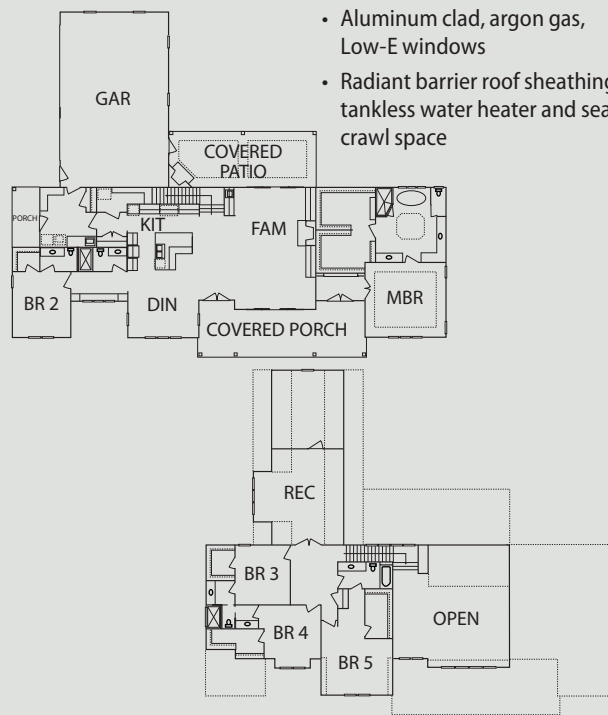 • Aluminum clad, argon gas,
Low-E windows
• Radiant barrier roof sheathing
tankless water heater and
crawl space
GAR
COVERED
PATIO
PORCH
KIT
FAM
BR 2
DIN
MBR
COVERED PORCH
REC
BR 3
BR 4
OPEN
BR 5